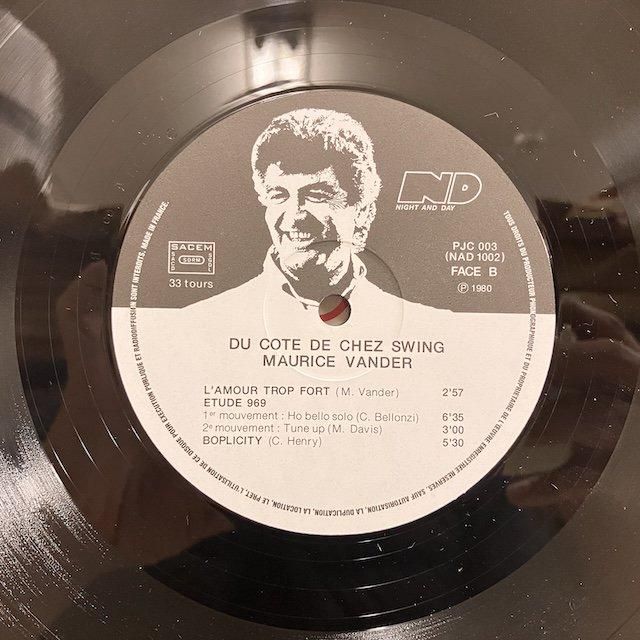 ND
NIGHT AND DAY
SACEM
SACD SDRM SGDL
33 tours
PJC 003
(NAD 1002)
FACE B
Ⓟ 1980
DU COTE DE CHEZ SWING
MAURICE VANDER
L'AMOUR TROP FORT (M. Vander) 2'57
ETUDE 969
1er mouvement : Ho bello solo (C. Bellonzi) 6'35
2e mouvement : Tune up (M. Davis) 3'00
BOPLICITY (C. Henry) 5'30
TOUS DROITS DU PRODUCTEUR PHONOGRAPHIQUE ET DU PROPRIETAIRE DE L'ŒUVRE ENREGISTREE RESERVES. SAUF AUTORISATION, LA DUPLICATION, LA LOCATION, LE PRET, L'UTILISATION DE CE DISQUE POUR EXECUTION PUBLIQUE ET RADIODIFFUSION SONT INTERDITS. MADE IN FRANCE.